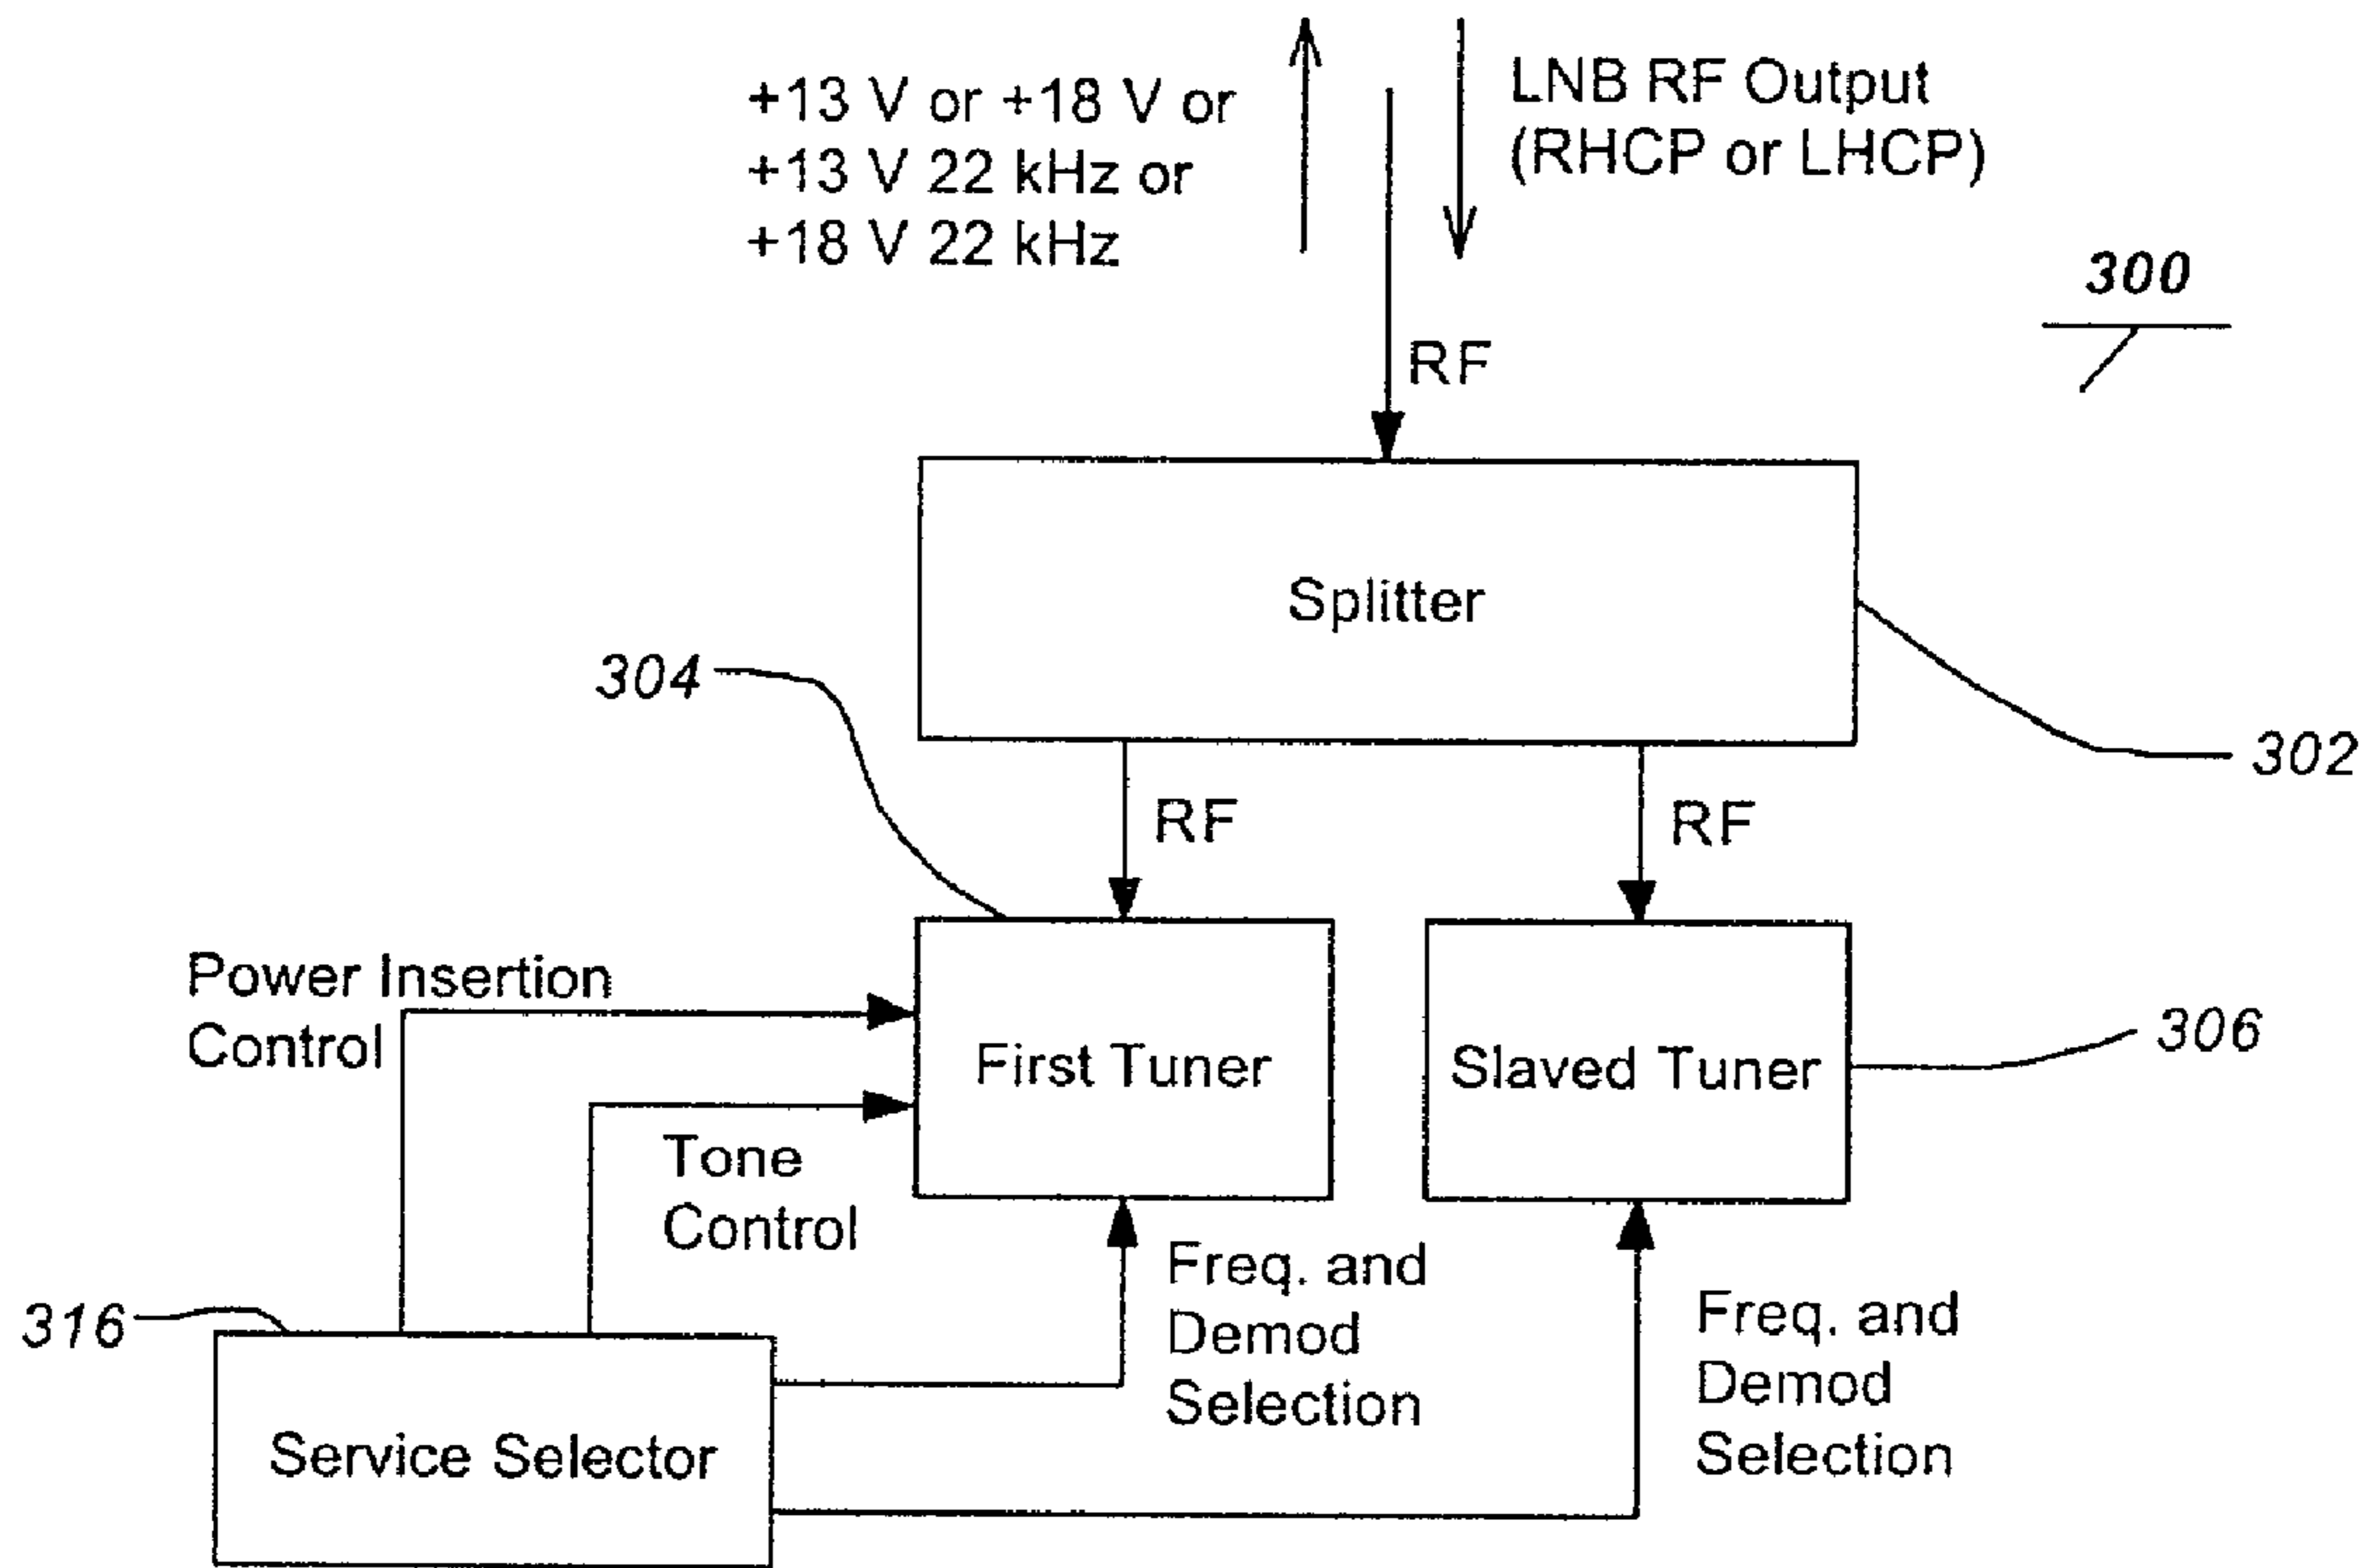 +13 V or +18 V or
+13 V 22 kHz or
+18 V 22 kHz
LNB RF Output
(RHCP or LHCP)
300
RF
Splitter
304
302
RF
RF
Power Insertion
Control
First Tuner
Slaved Tuner
306
Tone
Control
Freq. and
Demod
Selection
Freq. and
Demod
Selection
316
Service Selector